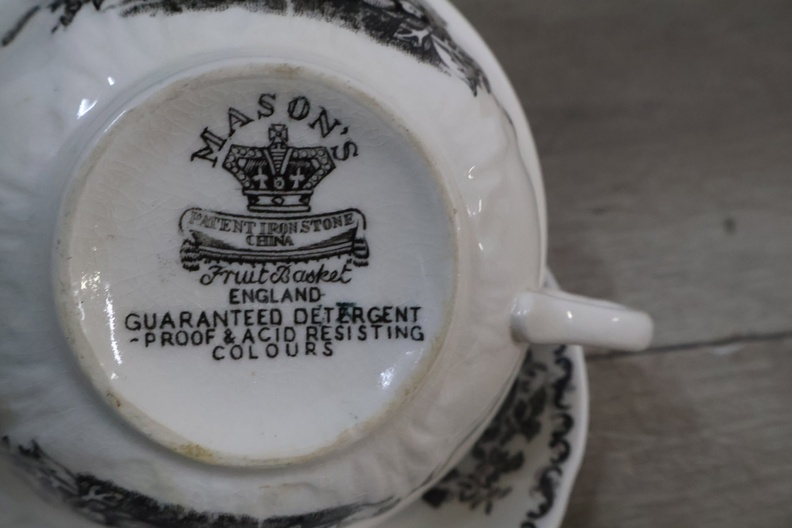 MASON'S
PATENT IRONSTONE
CHINA
Fruit Basket
ENGLAND
GUARANTEED DETERGENT
-PROOF & ACID RESISTING
COLOURS